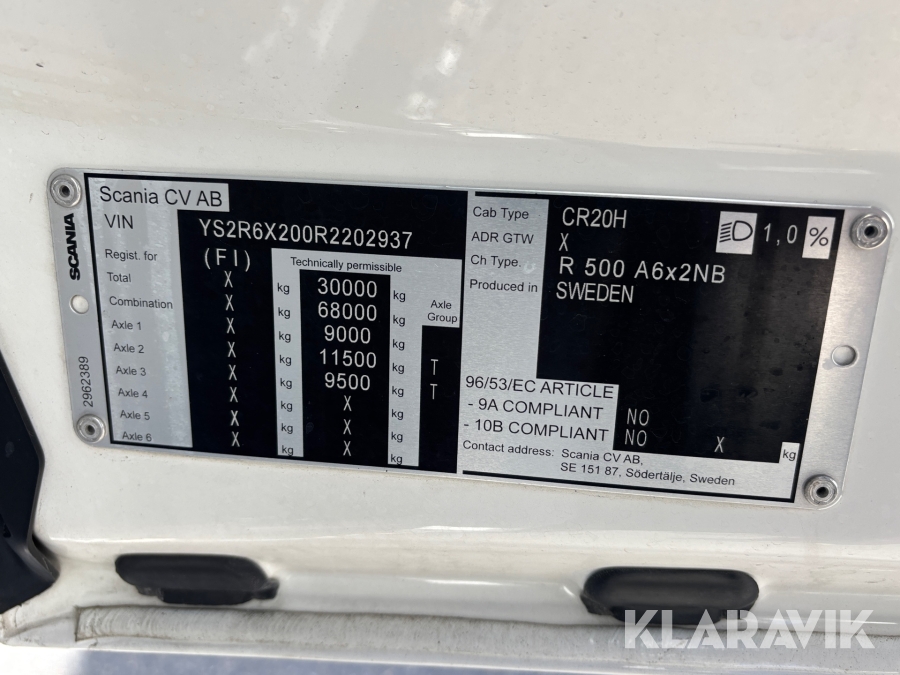 SCANIA
2962389
Scania CV AB
VIN YS2R6X200R2202937
Regist. for (FI) Technically permissible
Total X kg 30000 kg Axle Group
Combination X kg 68000 kg
Axle 1 X kg 9000 kg
Axle 2 X kg 11500 kg T
Axle 3 X kg 9500 kg T
Axle 4 X kg X kg
Axle 5 X kg X kg
Axle 6 X kg X kg
Cab Type CR20H 1,0 %
ADR GTW X
Ch Type. R 500 A6x2NB
Produced in SWEDEN
96/53/EC ARTICLE
- 9A COMPLIANT NO
- 10B COMPLIANT NO X kg
Contact address: Scania CV AB,
SE 151 87, Södertälje, Sweden
KLARAVIK